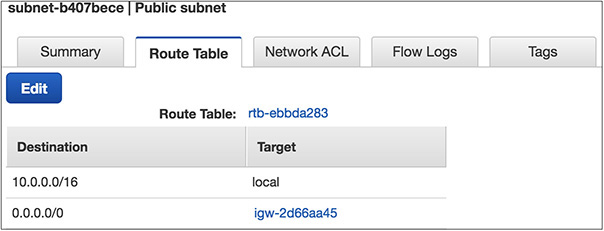 subnet-b407bece | Public subnet
Summary Route Table Network ACL Flow Logs Tags
Edit
Route Table: rtb-ebbda283
Destination Target
10.0.0.0/16 local
0.0.0.0/0 igw-2d66aa45